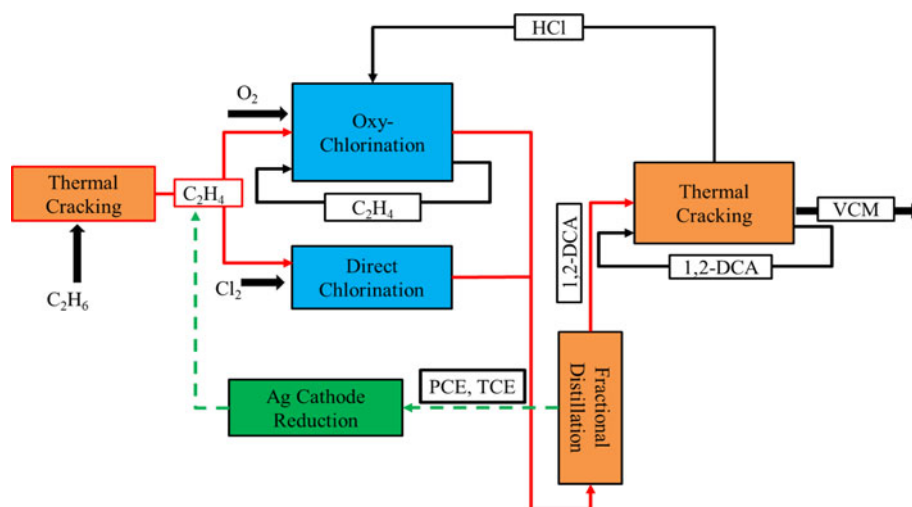 HCl
O₂
Oxy-
Chlorination
Thermal
Cracking
C₂H₄
C₂H₄
Thermal
Cracking
VCM
1,2-DCA
1,2-DCA
Direct
Chlorination
Cl₂
C₂H₆
PCE, TCE
Ag Cathode
Reduction
Fractional
Distillation